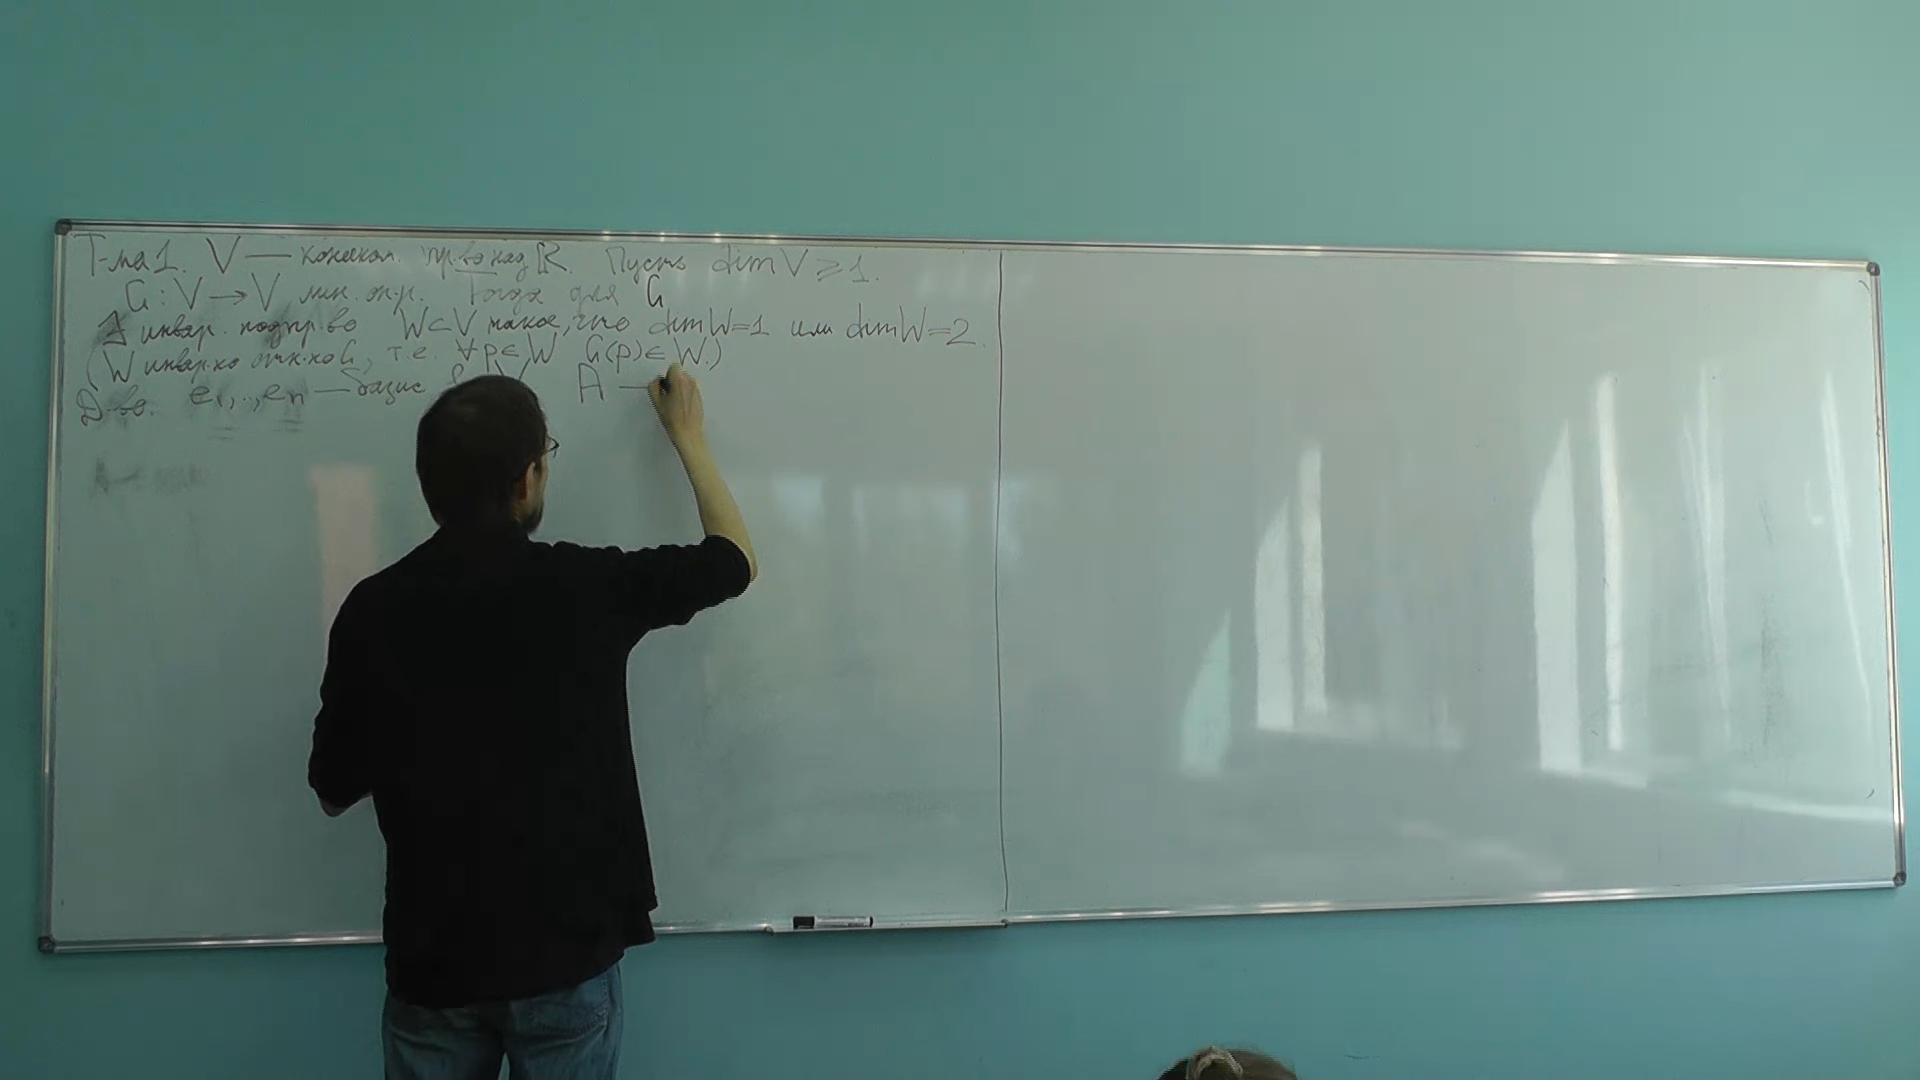 Т-ма 1. V — конечном. пр-во над ℝ. Пусть dim V ⩾ 1.
G : V → V лин. опр. Тогда для G
∃ инвар. подпр-во W ⊂ V такое, что dim W = 1 или dim W = 2.
(W инвар-но отн-но G, т.е. ∀ p ∈ W G(p) ∈ W.)
Д-во. e₁, .., eₙ — базис в V. A —